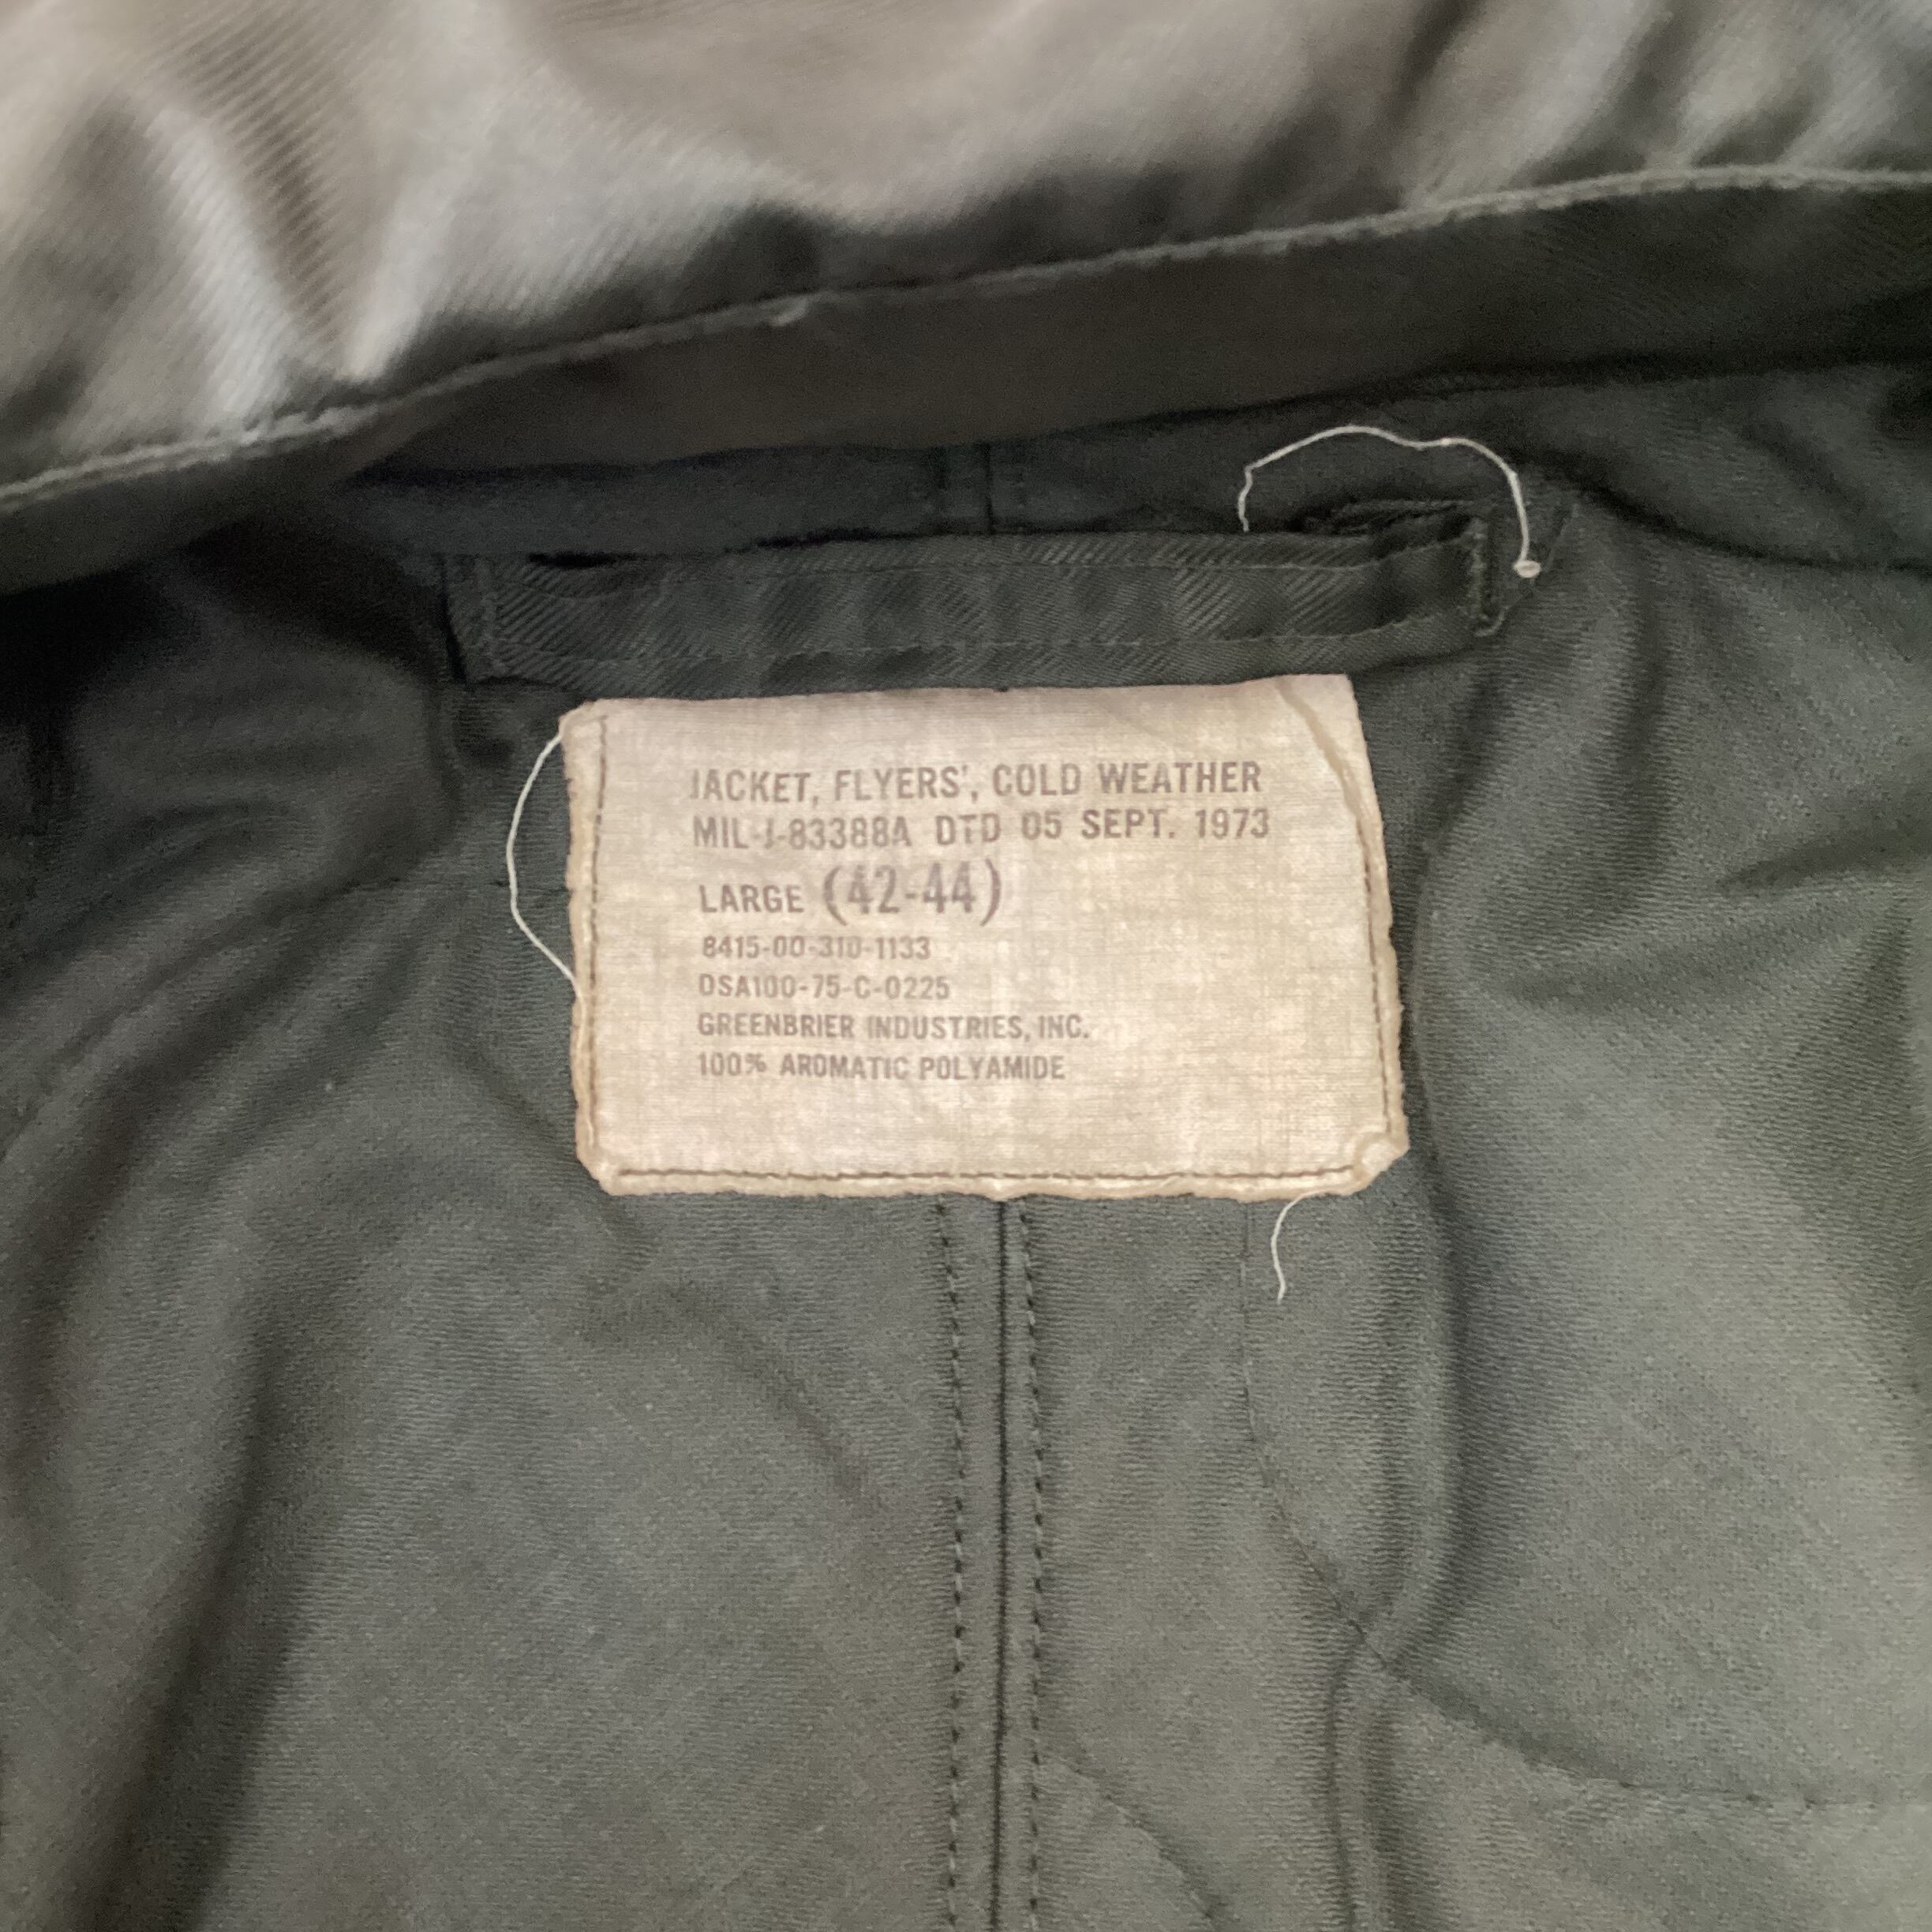 JACKET, FLYERS', COLD WEATHER
MIL-J-83388A DTD 05 SEPT. 1973
LARGE (42-44)
8415-00-310-1133
DSA100-75-C-0225
GREENBRIER INDUSTRIES, INC.
100% AROMATIC POLYAMIDE